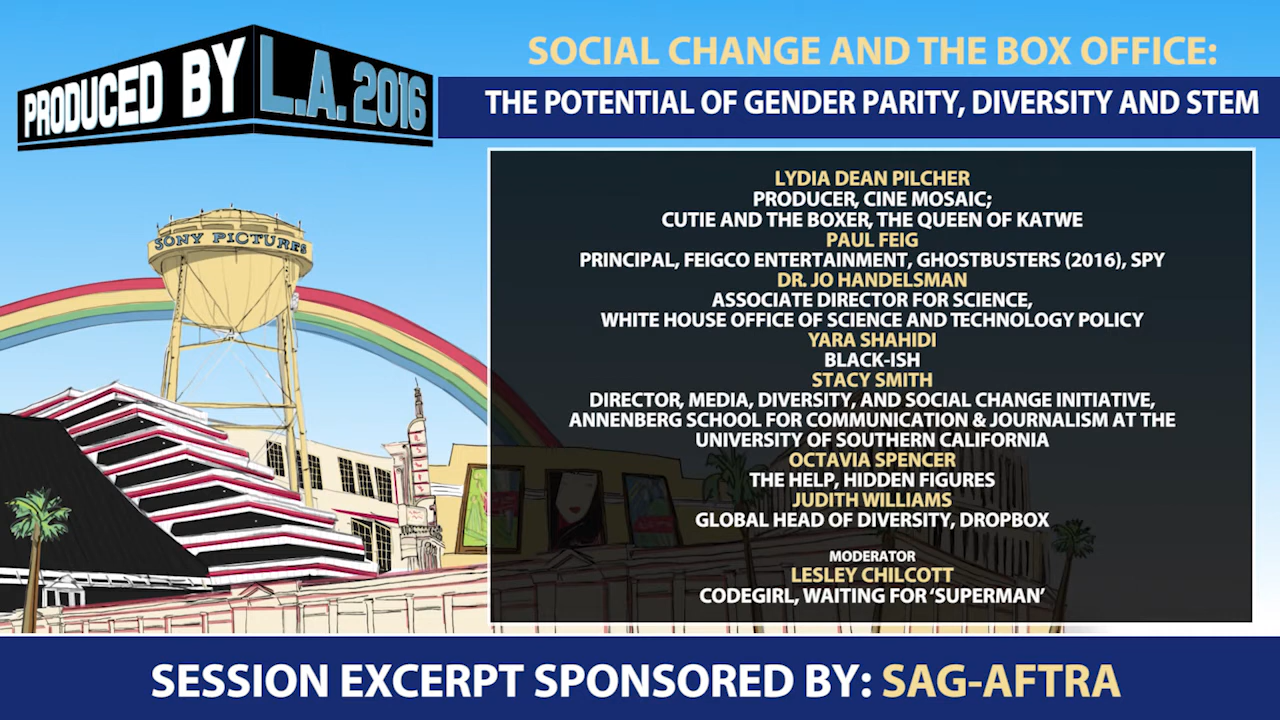 PRODUCED BY L.A. 2016
SOCIAL CHANGE AND THE BOX OFFICE:
THE POTENTIAL OF GENDER PARITY, DIVERSITY AND STEM
SONY PICTURES
LYDIA DEAN PILCHER
PRODUCER, CINE MOSAIC;
CUTIE AND THE BOXER, THE QUEEN OF KATWE
PAUL FEIG
PRINCIPAL, FEIGCO ENTERTAINMENT, GHOSTBUSTERS (2016), SPY
DR. JO HANDELSMAN
ASSOCIATE DIRECTOR FOR SCIENCE,
WHITE HOUSE OFFICE OF SCIENCE AND TECHNOLOGY POLICY
YARA SHAHIDI
BLACK-ISH
STACY SMITH
DIRECTOR, MEDIA, DIVERSITY, AND SOCIAL CHANGE INITIATIVE,
ANNENBERG SCHOOL FOR COMMUNICATION & JOURNALISM AT THE
UNIVERSITY OF SOUTHERN CALIFORNIA
OCTAVIA SPENCER
THE HELP, HIDDEN FIGURES
JUDITH WILLIAMS
GLOBAL HEAD OF DIVERSITY, DROPBOX
MODERATOR
LESLEY CHILCOTT
CODEGIRL, WAITING FOR ‘SUPERMAN’
SESSION EXCERPT SPONSORED BY: SAG-AFTRA